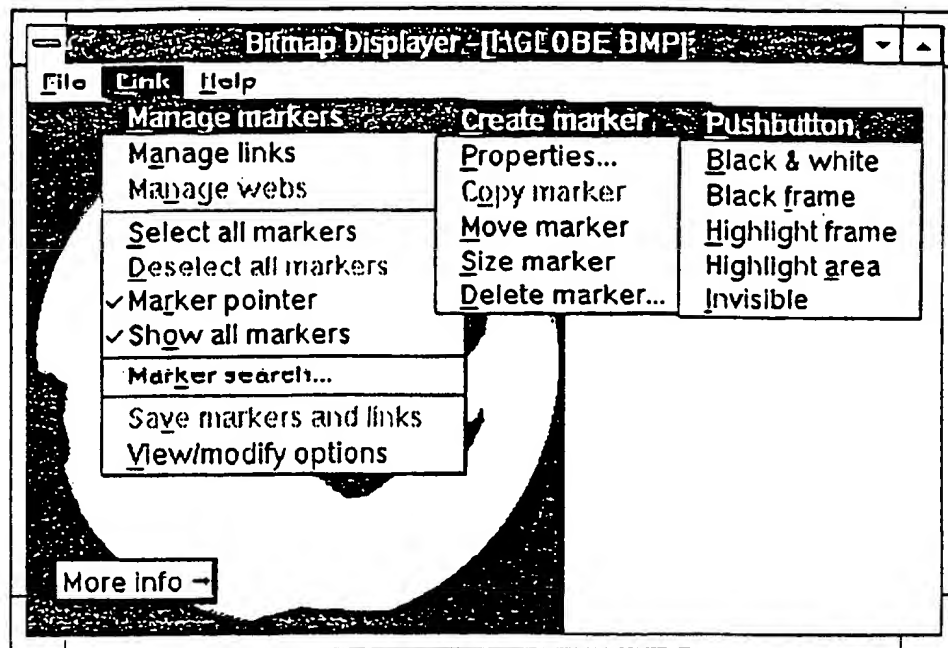 Bitmap Displayer -[\AGLOBE BMP]
File Link Help
Manage markers
Manage links
Manage webs
Select all markers
Deselect all markers
✓ Marker pointer
✓ Show all markers
Marker search...
Save markers and links
View/modify options
Create marker
Properties...
Copy marker
Move marker
Size marker
Delete marker...
Pushbutton
Black & white
Black frame
Highlight frame
Highlight area
Invisible
More info →